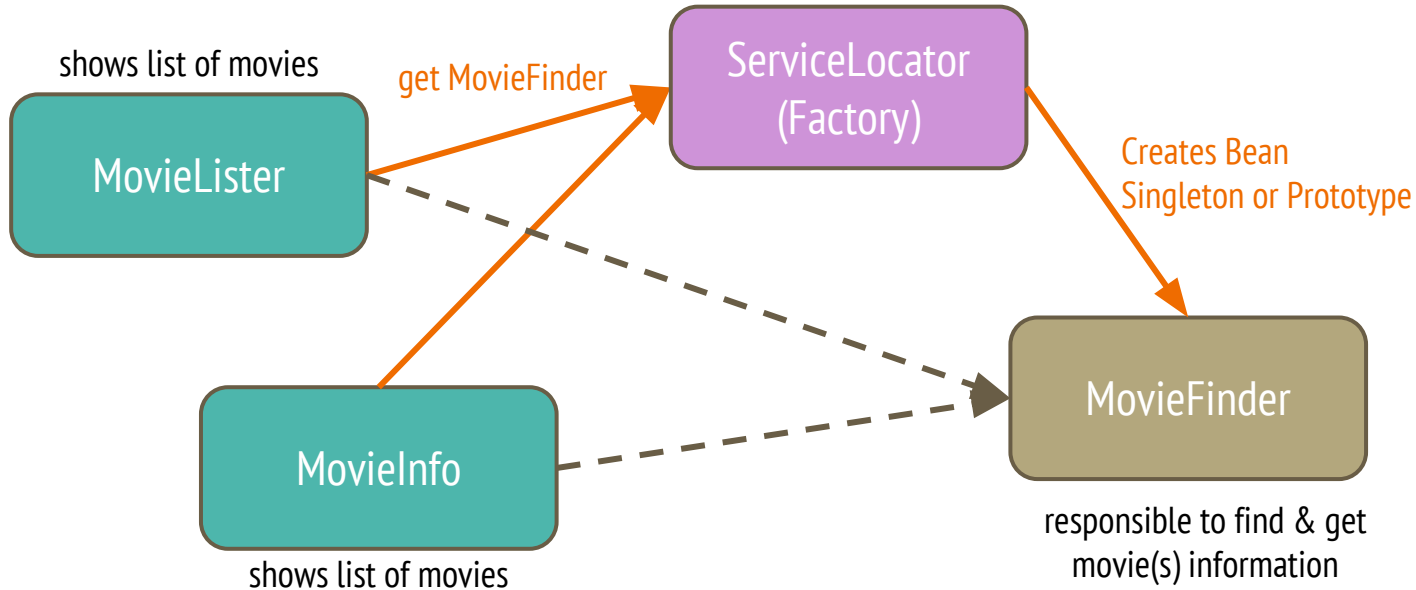 shows list of movies
MovieLister
get MovieFinder
ServiceLocator
(Factory)
Creates Bean
Singleton or Prototype
MovieInfo
shows list of movies
MovieFinder
responsible to find & get
movie(s) information